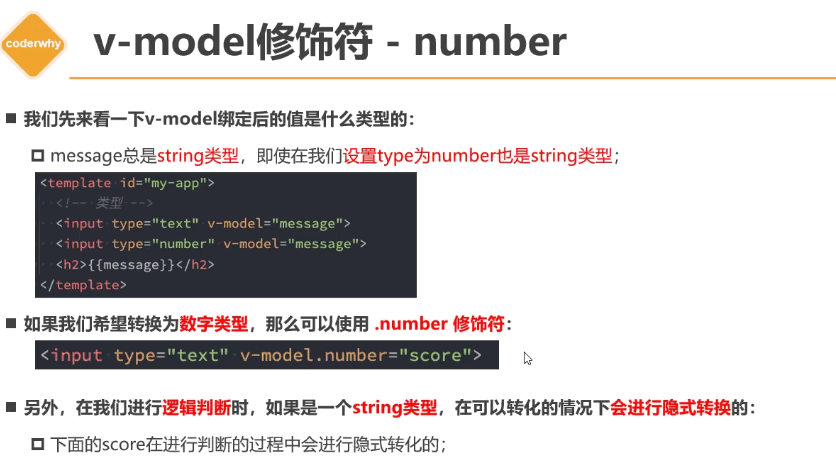 coderwhy
v-model修饰符 - number
我们先来看一下v-model绑定后的值是什么类型的：
message总是string类型，即使在我们设置type为number也是string类型；
<template id="my-app">
<!-- 类型 -->
<input type="text" v-model="message">
<input type="number" v-model="message">
<h2>{{message}}</h2>
</template>
如果我们希望转换为数字类型，那么可以使用 .number 修饰符：
<input type="text" v-model.number="score">
另外，在我们进行逻辑判断时，如果是一个string类型，在可以转化的情况下会进行隐式转换的：
下面的score在进行判断的过程中会进行隐式转化的；